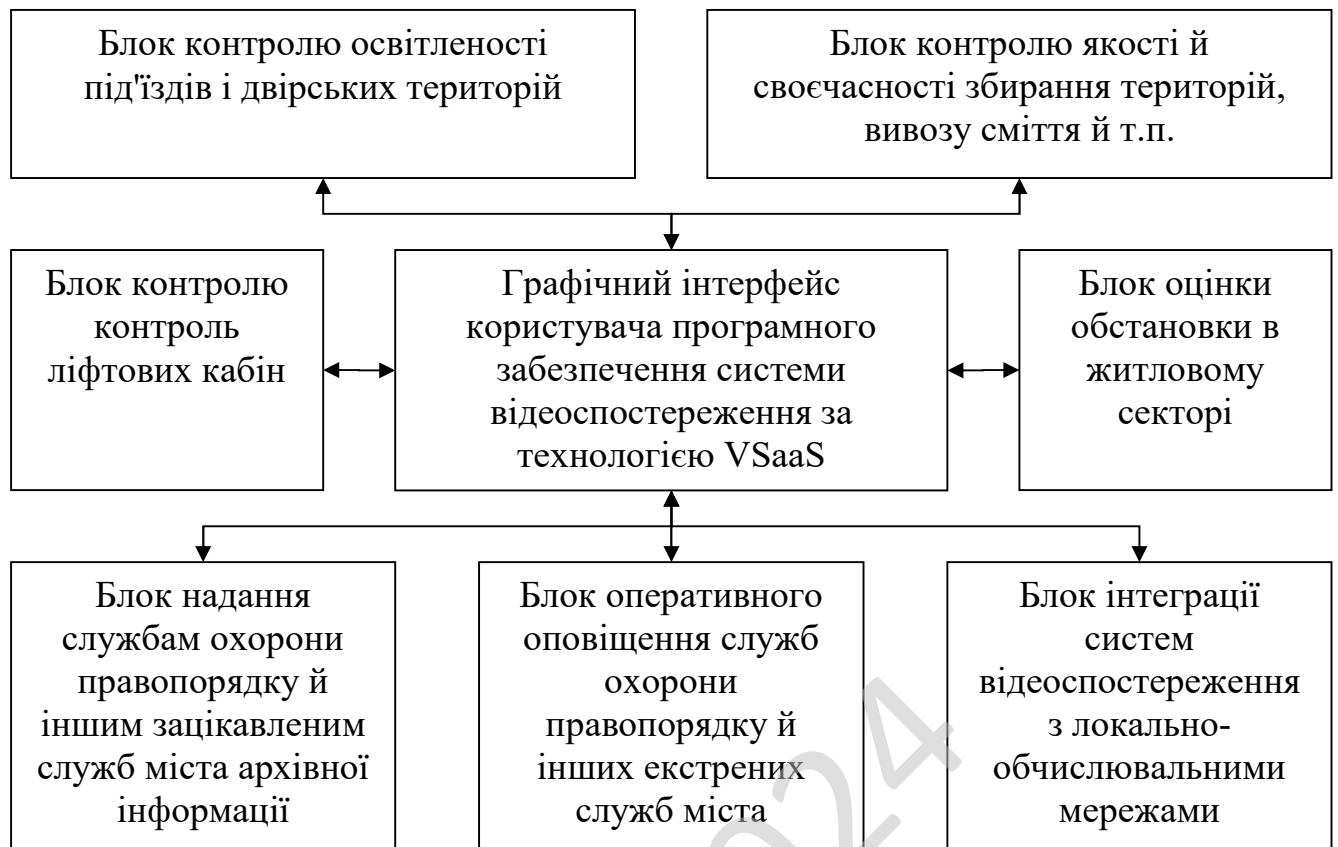 Блок контролю освітленості
під'їздів і двірських територій
Блок контролю якості й
своєчасності збирання територій,
вивозу сміття й т.п.
Блок контролю
контроль
ліфтових кабін
Графічний інтерфейс
користувача програмного
забезпечення системи
відеоспостереження за
технологією VSaaS
Блок оцінки
обстановки в
житловому
секторі
Блок надання
службам охорони
правопорядку й
іншим зацікавленим
служб міста архівної
інформації
Блок оперативного
оповіщення служб
охорони
правопорядку й
інших екстрених
служб міста
Блок інтеграції
систем
відеоспостереження
з локально-
обчислювальними
мережами